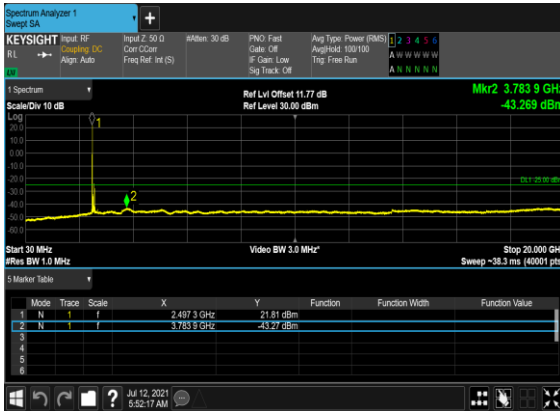 Spectrum Analyzer 1
Swept SA
+
KEYSIGHT Input: RF Input Z: 50 Ω #Atten: 30 dB PNO: Fast Avg Type: Power (RMS) 1 2 3 4 5 6
RL Coupling: DC Corr CCorr Gate: Off Avg|Hold: 100/100 A W W W W W
Align: Auto Freq Ref: Int (S) IF Gain: Low Trig: Free Run
Sig Track: Off A N N N N N
1 Spectrum
Scale/Div 10 dB
Ref Lvl Offset 11.77 dB
Ref Level 30.00 dBm
Mkr2 3.783 9 GHz
-43.269 dBm
Log
20.0
10.0
0.00
-10.0
-20.0
-30.0
-40.0
-50.0
-60.0
1
2
DL1 -25.00 dBm
Start 30 MHz Video BW 3.0 MHz* Stop 20.000 GHz
#Res BW 1.0 MHz Sweep ~38.3 ms (40001 pts)
5 Marker Table
Mode Trace Scale X Y Function Function Width Function Value
1 N 1 f 2.497 3 GHz 21.81 dBm
2 N 1 f 3.783 9 GHz -43.27 dBm
3
4
5
6
?
Jul 12, 2021
5:52:17 AM